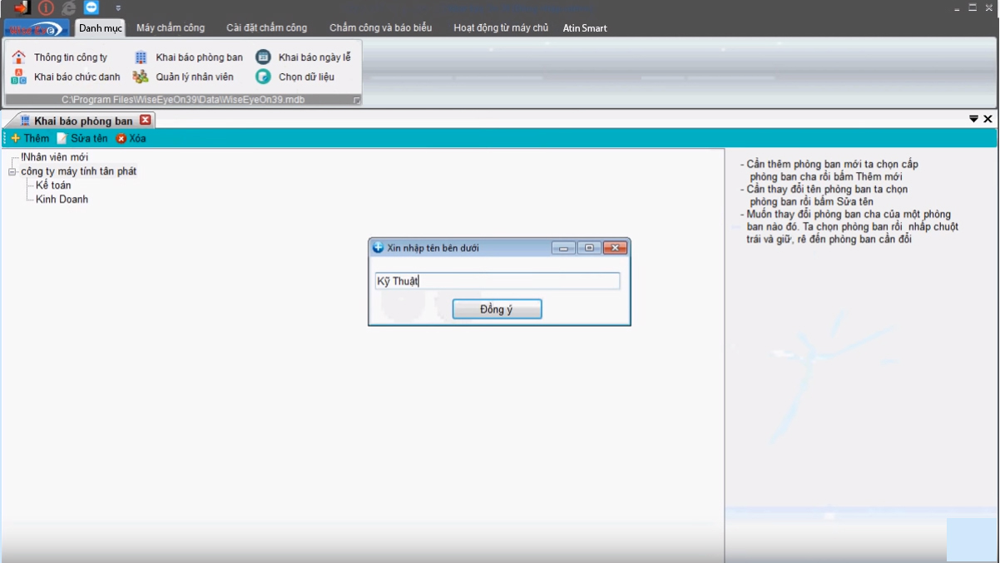 Danh mục Máy chấm công Cài đặt chấm công Chấm công và báo biểu Hoạt động từ máy chủ Atin Smart
Thông tin công ty Khai báo phòng ban Khai báo ngày lễ
Khai báo chức danh Quản lý nhân viên Chọn dữ liệu
C:\Program Files\WiseEyeOn39\Data\WiseEyeOn39.mdb
Khai báo phòng ban
Thêm Sửa tên Xóa
!Nhân viên mới
công ty máy tính tân phát
Kế toán
Kinh Doanh
- Cần thêm phòng ban mới ta chọn cấp
phòng ban cha rồi bấm Thêm mới
- Cần thay đổi tên phòng ban ta chọn
phòng ban rồi bấm Sửa tên
- Muốn thay đổi phòng ban cha của một phòng
ban nào đó. Ta chọn phòng ban rồi nhấp chuột
trái và giữ, rê đến phòng ban cần đổi
Xin nhập tên bên dưới
Kỹ Thuật
Đồng ý